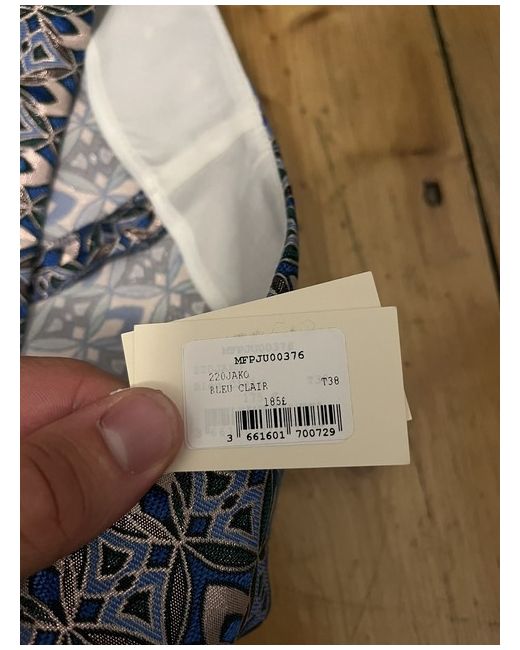 MFPJU00376
220JAKO
BLEU CLAIR T38
185£
3 661601 700729